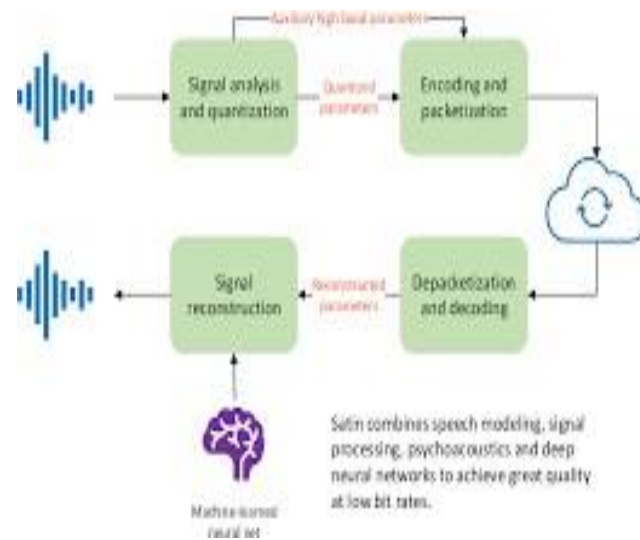 Auxiliary high band parameters
Signal analysis
and quantization
Quantized
parameters
Encoding and
packetization
Signal
reconstruction
Reconstructed
parameters
Depacketization
and decoding
Machine learned
neural net
Satin combines speech modeling, signal
processing, psychoacoustics and deep
neural networks to achieve great quality
at low bit rates.